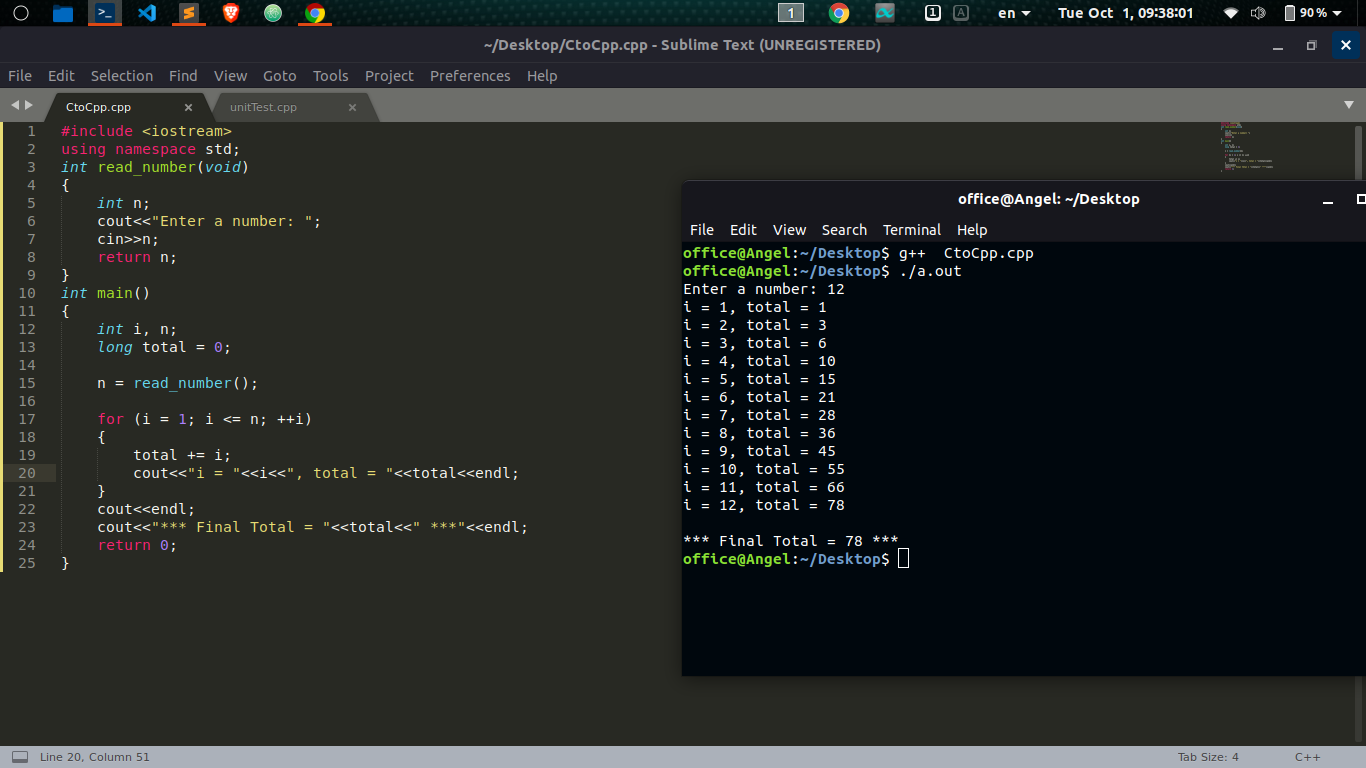 1
1
A
en
Tue Oct 1, 09:38:01
90 %
~/Desktop/CtoCpp.cpp - Sublime Text (UNREGISTERED)
File Edit Selection Find View Goto Tools Project Preferences Help
CtoCpp.cpp
unitTest.cpp
1 #include <iostream>
2 using namespace std;
3 int read_number(void)
4 {
5     int n;
6     cout<<"Enter a number: ";
7     cin>>n;
8     return n;
9 }
10 int main()
11 {
12     int i, n;
13     long total = 0;
14
15     n = read_number();
16
17     for (i = 1; i <= n; ++i)
18     {
19         total += i;
20         cout<<"i = "<<i<<", total = "<<total<<endl;
21     }
22     cout<<endl;
23     cout<<"*** Final Total = "<<total<<" ***"<<endl;
24     return 0;
25 }
office@Angel: ~/Desktop
File Edit View Search Terminal Help
office@Angel:~/Desktop$ g++  CtoCpp.cpp
office@Angel:~/Desktop$ ./a.out
Enter a number: 12
i = 1, total = 1
i = 2, total = 3
i = 3, total = 6
i = 4, total = 10
i = 5, total = 15
i = 6, total = 21
i = 7, total = 28
i = 8, total = 36
i = 9, total = 45
i = 10, total = 55
i = 11, total = 66
i = 12, total = 78
*** Final Total = 78 ***
office@Angel:~/Desktop$
Line 20, Column 51
Tab Size: 4
C++